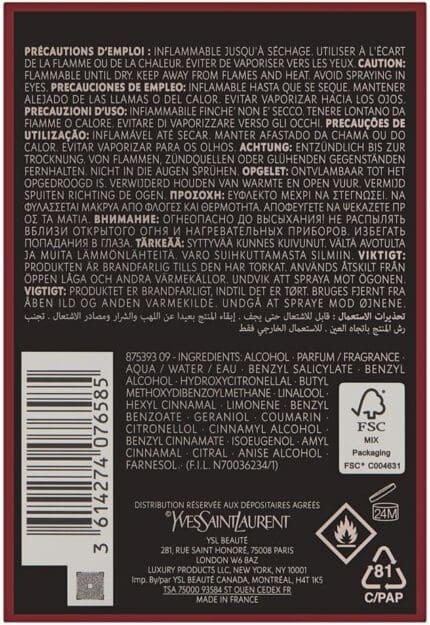 PRÉCAUTIONS D'EMPLOI : INFLAMMABLE JUSQU'À SÉCHAGE. UTILISER À L'ÉCART
DE LA FLAMME OU DE LA CHALEUR. ÉVITER DE VAPORISER VERS LES YEUX. CAUTION:
FLAMMABLE UNTIL DRY. KEEP AWAY FROM FLAMES AND HEAT. AVOID SPRAYING IN
EYES. PRECAUCIONES DE EMPLEO: INFLAMABLE HASTA QUE SE SEQUE. MANTENER
ALEJADO DE LAS LLAMAS O DEL CALOR. EVITAR VAPORIZAR HACIA LOS OJOS.
PRECAUZIONI D'USO: INFIAMMABILE FINCHE' NON E' SECCO. TENERE LONTANO DA
FIAMME O CALORE. EVITARE DI VAPORIZZARE VERSO GLI OCCHI. PRECAUÇÕES DE
UTILIZAÇÃO: INFLAMÁVEL ATÉ SECAR. MANTER AFASTADO DA CHAMA OU DO
CALOR. EVITAR VAPORIZAR PARA OS OLHOS. ACHTUNG: ENTZÜNDLICH BIS ZUR
TROCKNUNG. VON FLAMMEN, ZÜNDQUELLEN ODER GLÜHENDEN GEGENSTÄNDEN
FERNHALTEN. NICHT IN DIE AUGEN SPRÜHEN. OPGELET: ONTVLAMBAAR TOT HET
OPGEDROOGD IS. VERWIJDERD HOUDEN VAN WARMTE EN OPEN VUUR. VERMIJD
SPUITEN RICHTING DE OGEN. ΠΡΟΣΟΧΗ: ΕΥΦΛΕΚΤΟ ΜΕΧΡΙ ΝΑ ΣΤΕΓΝΩΣΕΙ. ΝΑ
ΦΥΛΑΣΣΕΤΑΙ ΜΑΚΡΥΑ ΑΠΟ ΦΛΟΓΕΣ ΚΑΙ ΘΕΡΜΟΤΗΤΑ. ΑΠΟΦΕΥΓΕΤΕ ΝΑ ΨΕΚΑΖΕΤΕ ΠΡ
ΟΣ ΤΑ ΜΑΤΙΑ. ВНИМАНИЕ: ОГНЕОПАСНО ДО ВЫСЫХАНИЯ! НЕ РАСПЫЛЯТЬ
ВБЛИЗИ ОТКРЫТОГО ОГНЯ И НАГРЕВАТЕЛЬНЫХ ПРИБОРОВ. ИЗБЕГАТЬ
ПОПАДАНИЯ В ГЛАЗА. TÄRKEÄÄ: SYTTYVÄÄ KUNNES KUIVUNUT. VÄLTÄ AVOTULTA
JA MUITA LÄMMÖNLÄHTEITÄ. VARO SUIHKUTTAMASTA SILMIIN. VIKTIGT:
PRODUKTEN ÄR BRANDFARLIG TILLS DEN HAR TORKAT. ANVÄNDS ÅTSKILT FRÅN
ÖPPEN LÅGA OCH ANDRA VÄRMEKÄLLOR. UNDVIK ATT SPRAYA MOT ÖGONEN.
VIGTIGT: PRODUKTET ER BRANDFARLIGT, INDTIL DET ER TØRT. BRUGES FJERNT FRA
ÅBEN ILD OG ANDEN VARMEKILDE. UNDGÅ AT SPRAYE MOD ØJNENE.
تحذيرات الاستعمال : قابل للاشتعال حتى يجف . إبقاء المنتج بعيدا عن اللهب والشرار ومصادر الاشتعال . تجنب
رش المنتج باتجاه العين . للاستعمال الخارجي فقط
875393 09 - INGREDIENTS: ALCOHOL · PARFUM / FRAGRANCE ·
AQUA / WATER / EAU · BENZYL SALICYLATE · BENZYL
ALCOHOL · HYDROXYCITRONELLAL · BUTYL
METHOXYDIBENZOYLMETHANE · LINALOOL ·
HEXYL CINNAMAL · LIMONENE · BENZYL
BENZOATE · GERANIOL · COUMARIN ·
CITRONELLOL · CINNAMYL ALCOHOL ·
BENZYL CINNAMATE · ISOEUGENOL · AMYL
CINNAMAL · CITRAL · ANISE ALCOHOL ·
FARNESOL. (F.I.L. N70036234/1)
3 614274 076585
FSC
MIX
Packaging
FSC® C004631
24M
DISTRIBUTION RÉSERVÉE AUX DÉPOSITAIRES AGRÉÉS
©YVESSAINTLAURENT
YSL BEAUTÉ
281, RUE SAINT HONORÉ, 75008 PARIS
LONDON W6 8AZ
LUXURY PRODUCTS LLC, NEW YORK, NY 10001
Imp. By/par YSL BEAUTÉ CANADA, MONTREAL, H4T 1K5
TSA 75000 93584 ST OUEN CEDEX FR
MADE IN FRANCE
81
C/PAP